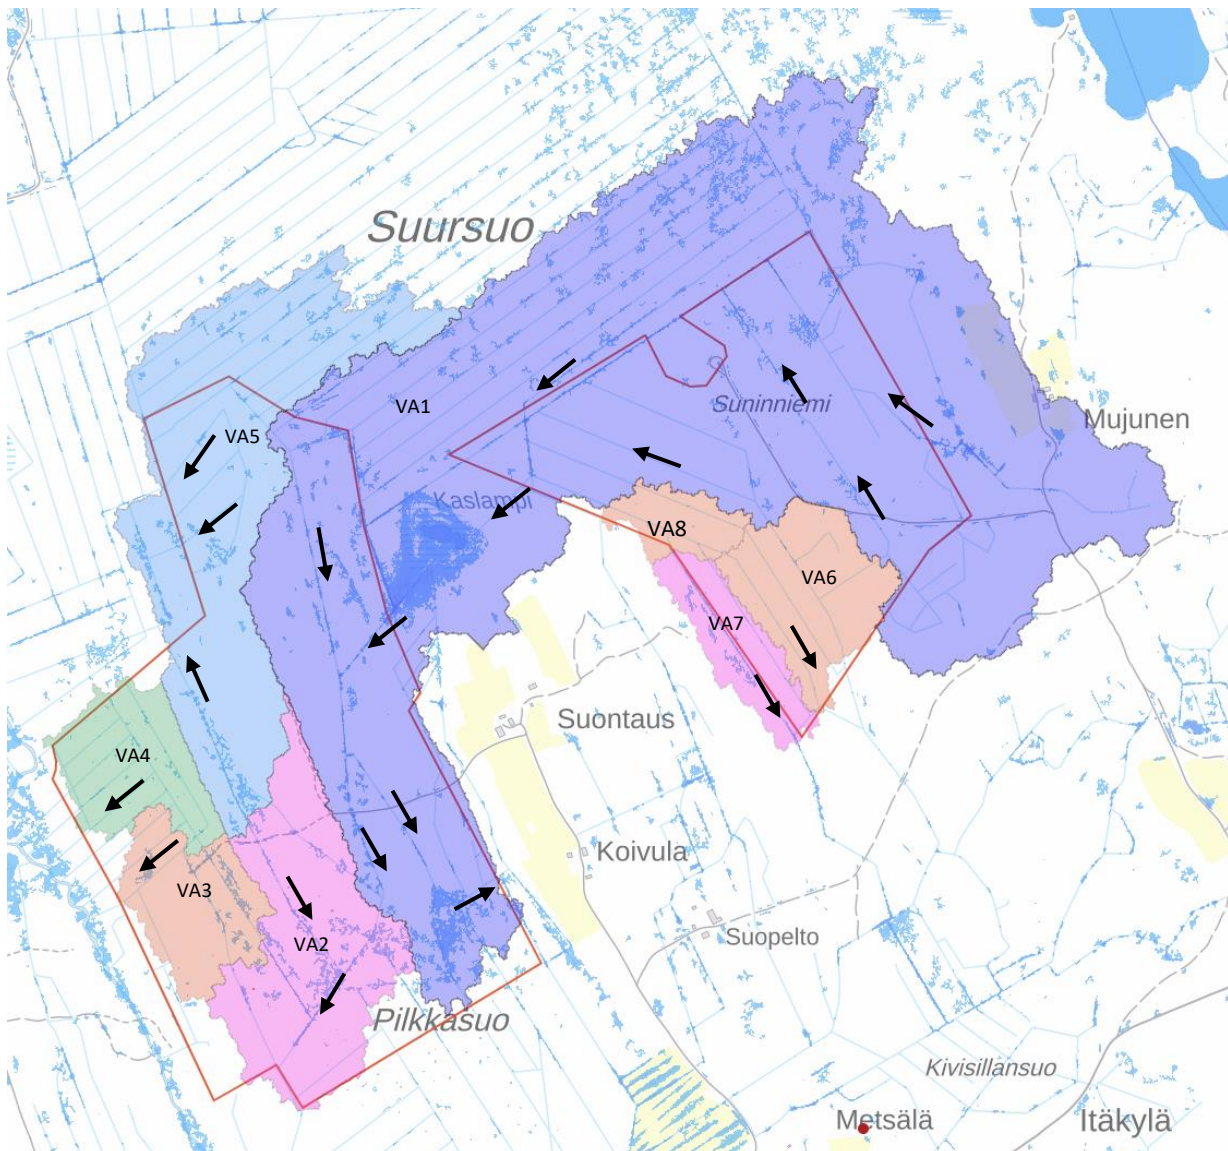 Suursuo
VA1
Suninniemi
Mujunen
VA5
Kaslampi
VA8
VA6
VA7
Suontaus
VA4
Koivula
VA3
VA2
Suopelto
Pilkkasuo
Kivisillansuo
Metsälä
Itäkylä